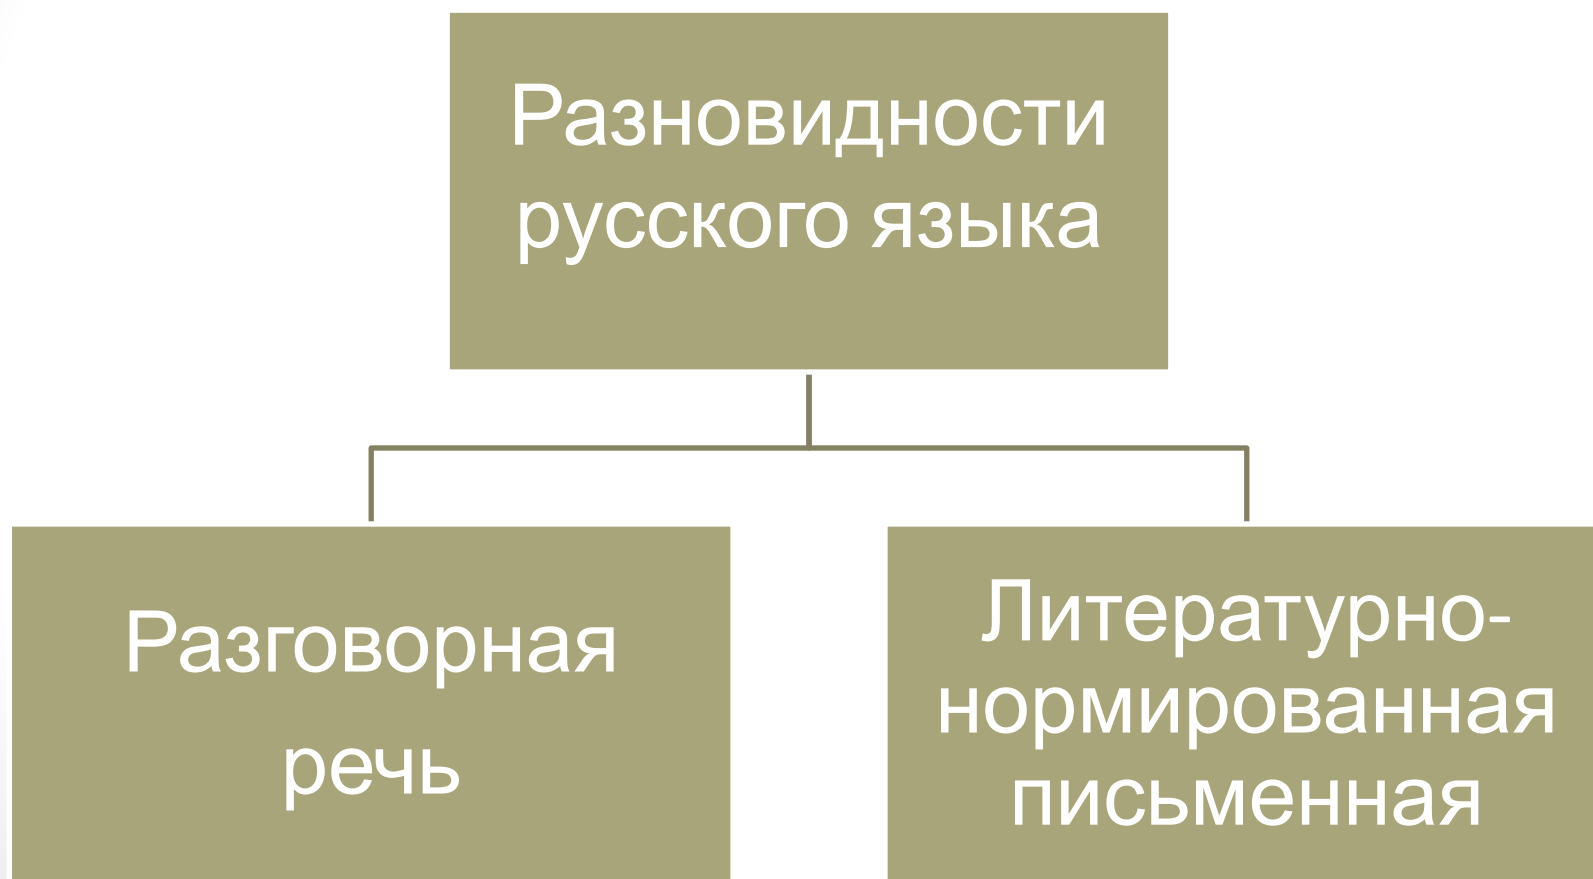 Разновидности
русского языка
Разговорная
речь
Литературно-
нормированная
письменная